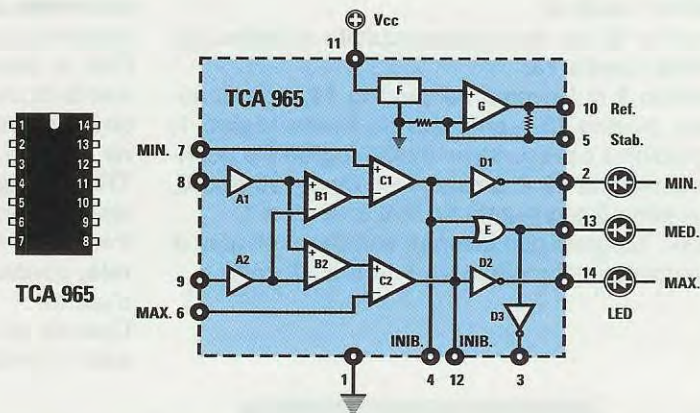 Vcc
11
TCA 965
F
+
−
G
10 Ref.
5 Stab.
MIN. 7
8
A1
+
−
B1
+
−
C1
D1
2
MIN.
E
13
MED.
9
A2
+
−
B2
+
−
C2
D2
14
MAX.
MAX. 6
D3
LED
INIB.
INIB.
1
4
12
3
1 14
2 13
3 12
4 11
5 10
6 9
7 8
TCA 965